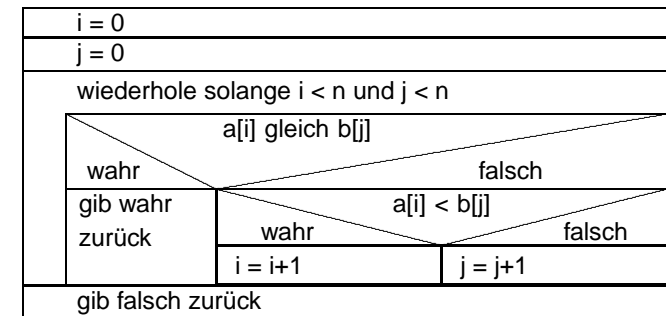 i = 0
j = 0
wiederhole solange i < n und j < n
a[i] gleich b[j]
wahr falsch
gib wahr
zurück
a[i] < b[j]
wahr falsch
i = i+1 j = j+1
gib falsch zurück